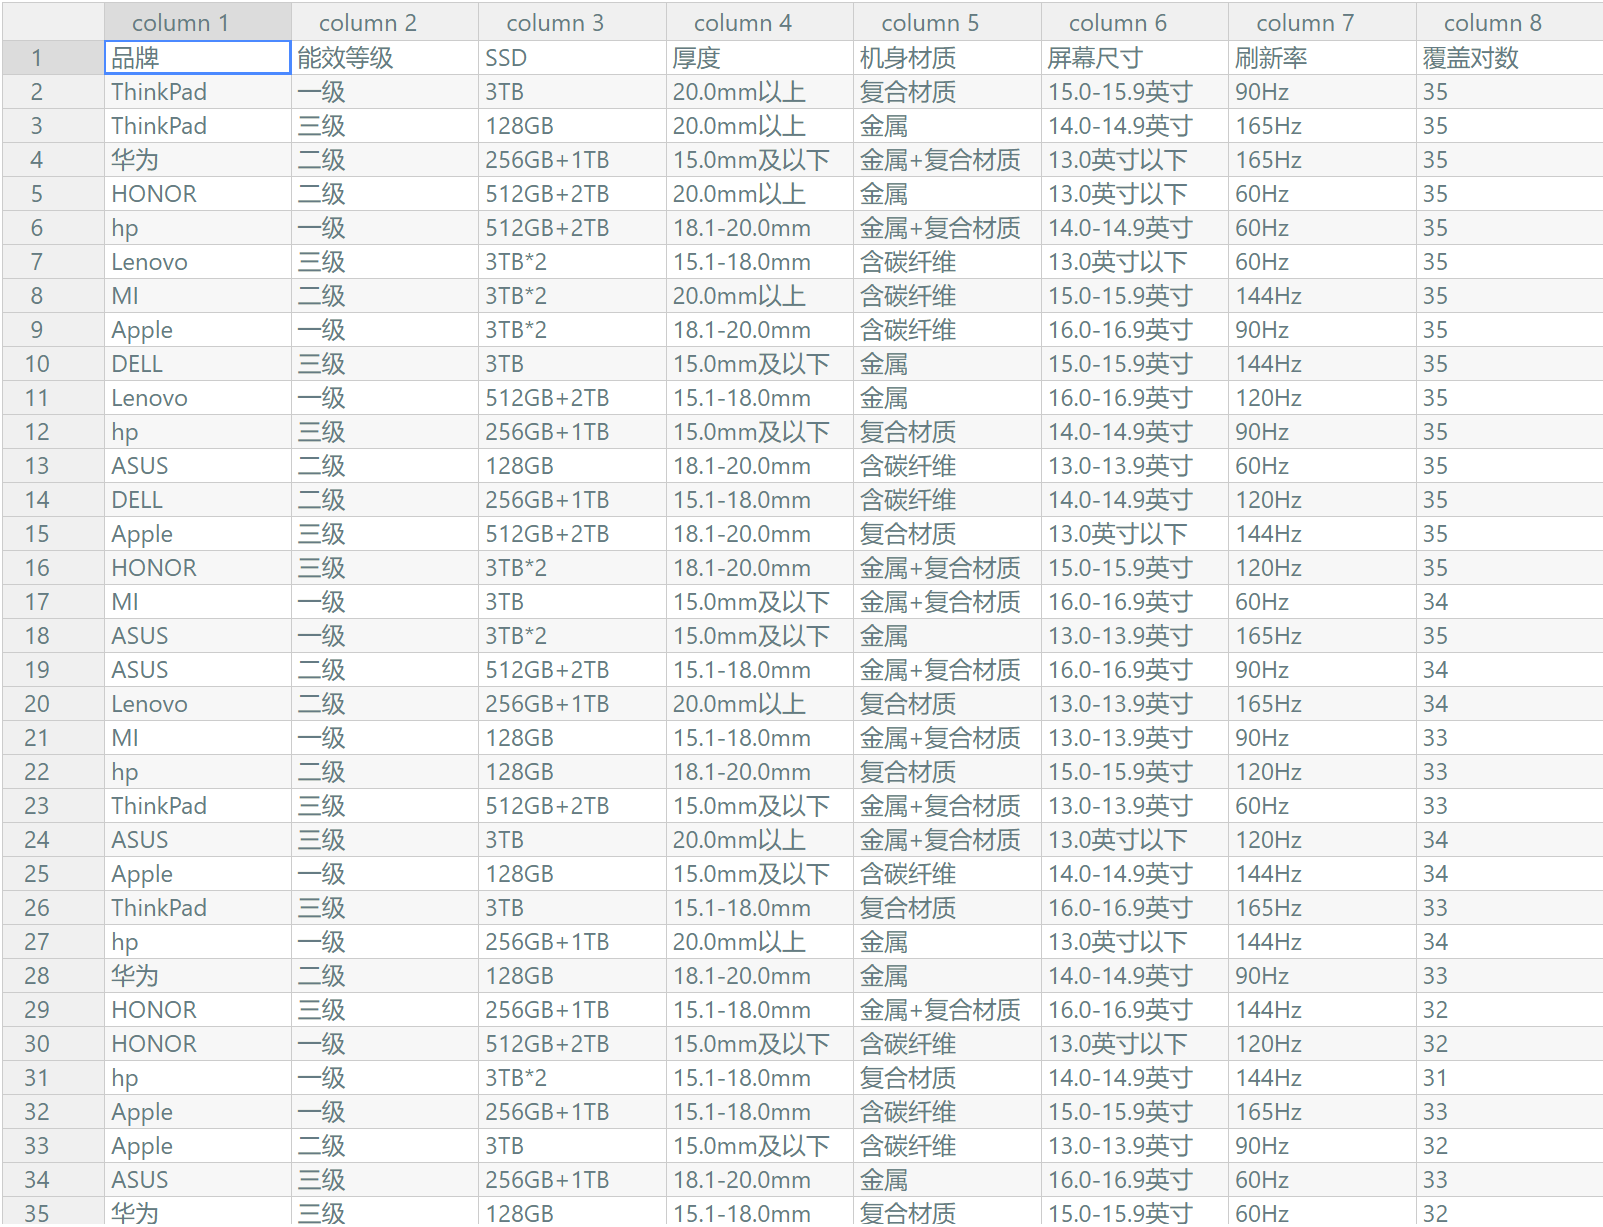 column 1 column 2 column 3 column 4 column 5 column 6 column 7 column 8
1 品牌 能效等级 SSD 厚度 机身材质 屏幕尺寸 刷新率 覆盖对数
2 ThinkPad 一级 3TB 20.0mm以上 复合材质 15.0-15.9英寸 90Hz 35
3 ThinkPad 三级 128GB 20.0mm以上 金属 14.0-14.9英寸 165Hz 35
4 华为 二级 256GB+1TB 15.0mm及以下 金属+复合材质 13.0英寸以下 165Hz 35
5 HONOR 二级 512GB+2TB 20.0mm以上 金属 13.0英寸以下 60Hz 35
6 hp 一级 512GB+2TB 18.1-20.0mm 金属+复合材质 14.0-14.9英寸 60Hz 35
7 Lenovo 三级 3TB*2 15.1-18.0mm 含碳纤维 13.0英寸以下 60Hz 35
8 MI 二级 3TB*2 20.0mm以上 含碳纤维 15.0-15.9英寸 144Hz 35
9 Apple 一级 3TB*2 18.1-20.0mm 含碳纤维 16.0-16.9英寸 90Hz 35
10 DELL 三级 3TB 15.0mm及以下 金属 15.0-15.9英寸 144Hz 35
11 Lenovo 一级 512GB+2TB 15.1-18.0mm 金属 16.0-16.9英寸 120Hz 35
12 hp 三级 256GB+1TB 15.0mm及以下 复合材质 14.0-14.9英寸 90Hz 35
13 ASUS 二级 128GB 18.1-20.0mm 含碳纤维 13.0-13.9英寸 60Hz 35
14 DELL 二级 256GB+1TB 15.1-18.0mm 含碳纤维 14.0-14.9英寸 120Hz 35
15 Apple 三级 512GB+2TB 18.1-20.0mm 复合材质 13.0英寸以下 144Hz 35
16 HONOR 三级 3TB*2 18.1-20.0mm 金属+复合材质 15.0-15.9英寸 120Hz 35
17 MI 一级 3TB 15.0mm及以下 金属+复合材质 16.0-16.9英寸 60Hz 34
18 ASUS 一级 3TB*2 15.0mm及以下 金属 13.0-13.9英寸 165Hz 35
19 ASUS 二级 512GB+2TB 15.1-18.0mm 金属+复合材质 16.0-16.9英寸 90Hz 34
20 Lenovo 二级 256GB+1TB 20.0mm以上 复合材质 13.0-13.9英寸 165Hz 34
21 MI 一级 128GB 15.1-18.0mm 金属+复合材质 13.0-13.9英寸 90Hz 33
22 hp 二级 128GB 18.1-20.0mm 复合材质 15.0-15.9英寸 120Hz 33
23 ThinkPad 三级 512GB+2TB 15.0mm及以下 金属+复合材质 13.0-13.9英寸 60Hz 33
24 ASUS 三级 3TB 20.0mm以上 金属+复合材质 13.0英寸以下 120Hz 34
25 Apple 一级 128GB 15.0mm及以下 含碳纤维 14.0-14.9英寸 144Hz 34
26 ThinkPad 三级 3TB 15.1-18.0mm 复合材质 16.0-16.9英寸 165Hz 33
27 hp 一级 256GB+1TB 20.0mm以上 金属 13.0英寸以下 144Hz 34
28 华为 二级 128GB 18.1-20.0mm 金属 14.0-14.9英寸 90Hz 33
29 HONOR 三级 256GB+1TB 15.1-18.0mm 金属+复合材质 16.0-16.9英寸 144Hz 32
30 HONOR 一级 512GB+2TB 15.0mm及以下 含碳纤维 13.0英寸以下 120Hz 32
31 hp 一级 3TB*2 15.1-18.0mm 复合材质 14.0-14.9英寸 144Hz 31
32 Apple 一级 256GB+1TB 15.1-18.0mm 含碳纤维 15.0-15.9英寸 165Hz 33
33 Apple 二级 3TB 15.0mm及以下 含碳纤维 13.0-13.9英寸 90Hz 32
34 ASUS 三级 256GB+1TB 18.1-20.0mm 金属 16.0-16.9英寸 60Hz 33
35 华为 三级 128GB 15.1-18.0mm 复合材质 15.0-15.9英寸 60Hz 32